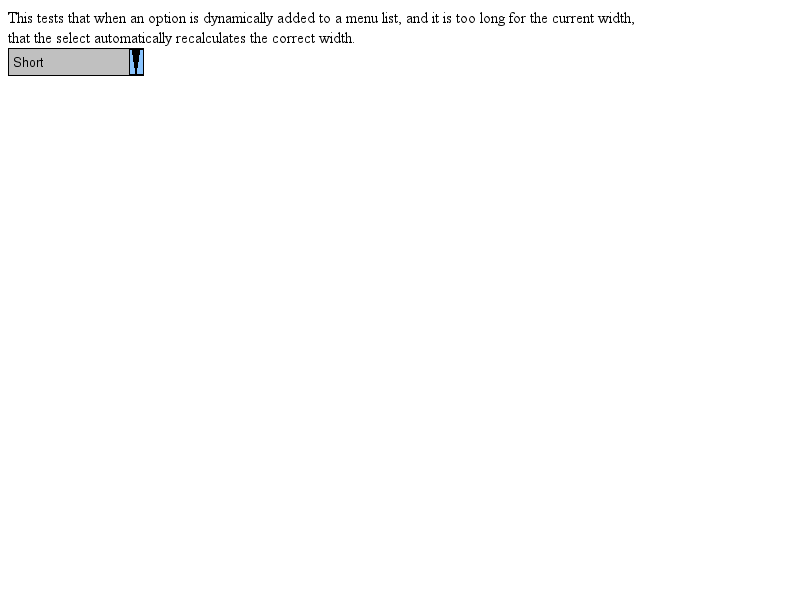 This tests that when an option is dynamically added to a menu list, and it is too long for the current width,
that the select automatically recalculates the correct width.
Short